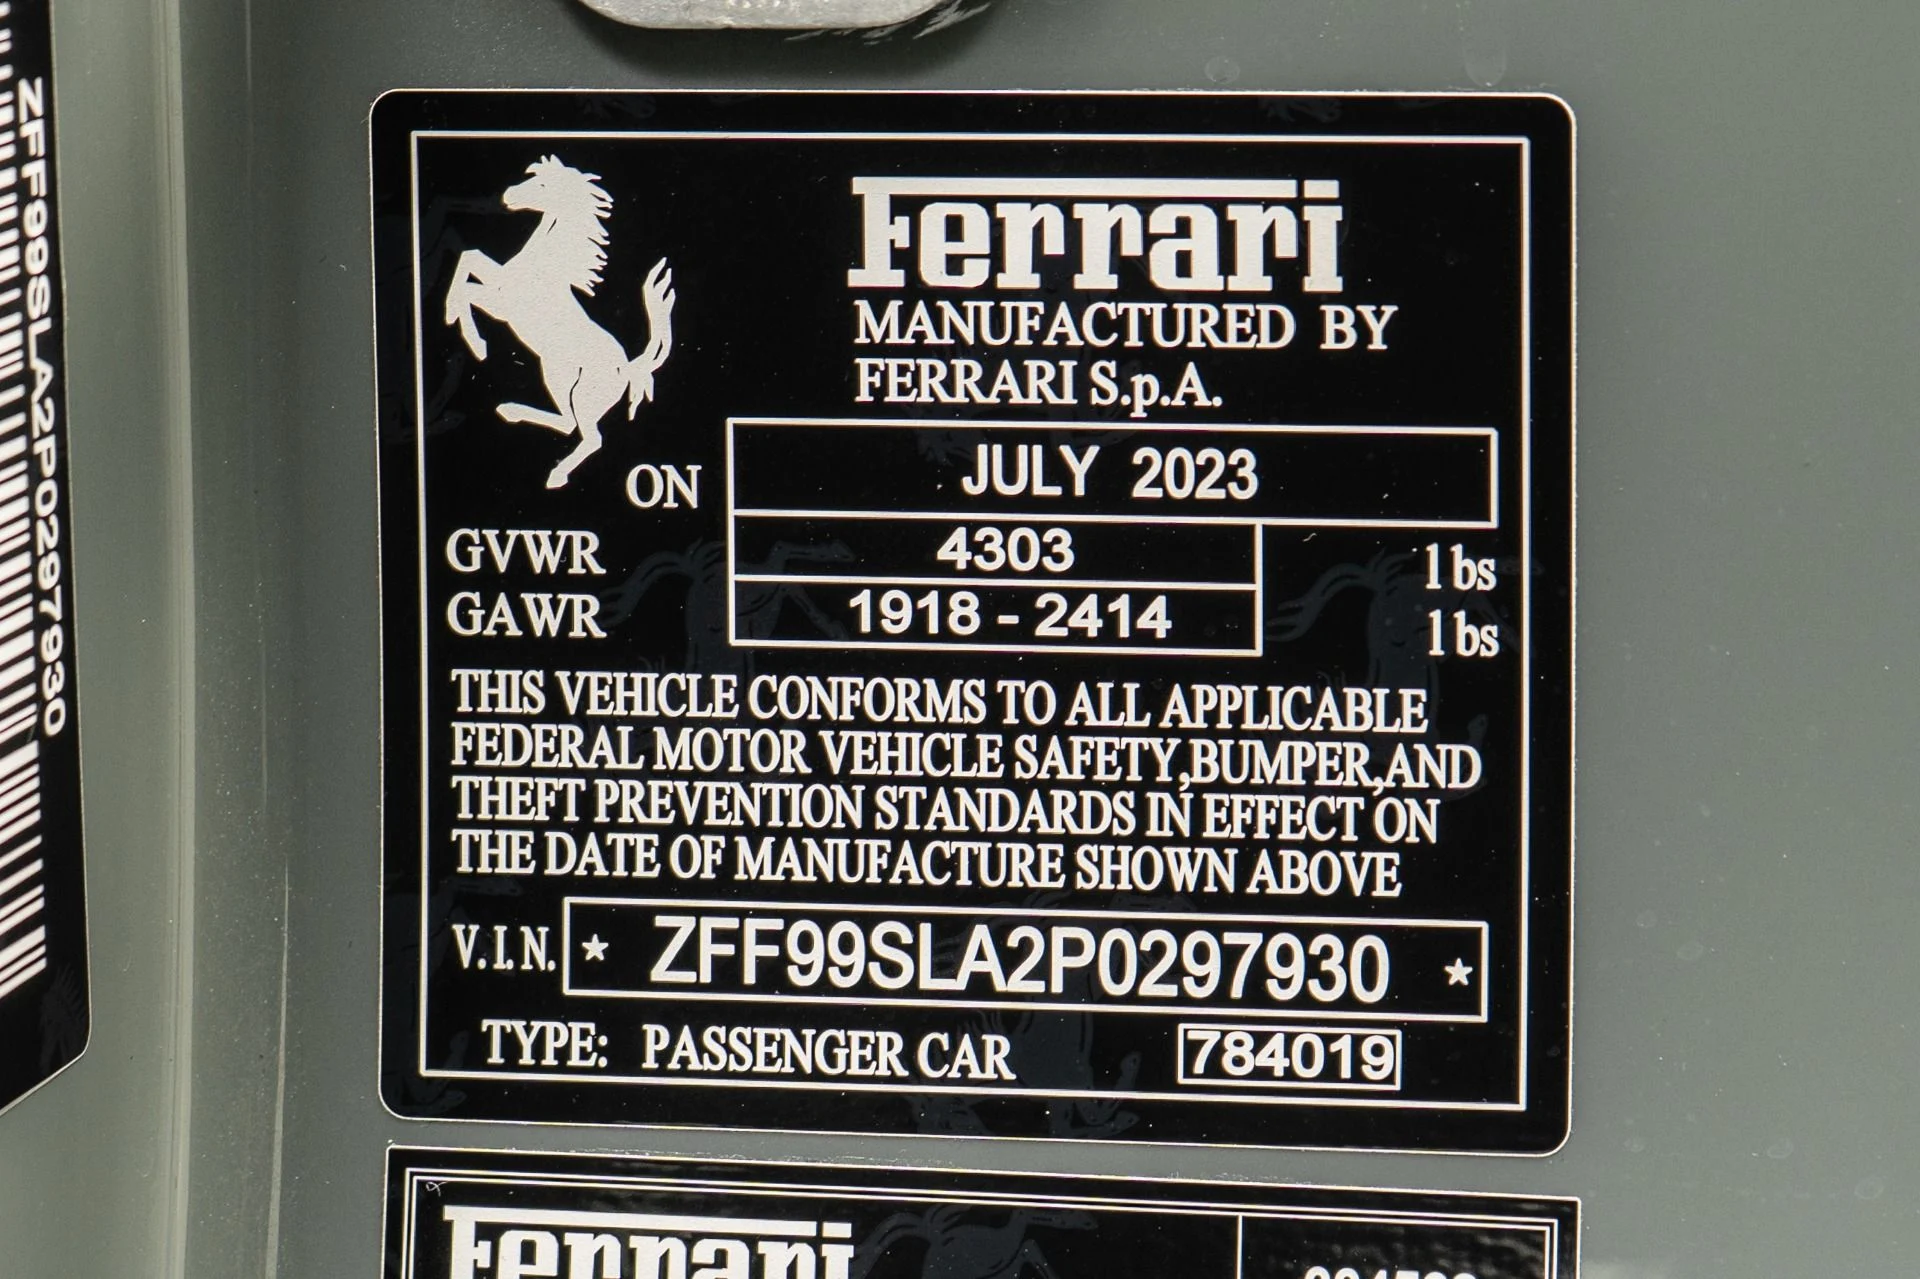 ZFF99SLA2P0297930
Ferrari
MANUFACTURED BY
FERRARI S.p.A.
ON JULY 2023
GVWR 4303 lbs
GAWR 1918 - 2414 lbs
THIS VEHICLE CONFORMS TO ALL APPLICABLE
FEDERAL MOTOR VEHICLE SAFETY,BUMPER,AND
THEFT PREVENTION STANDARDS IN EFFECT ON
THE DATE OF MANUFACTURE SHOWN ABOVE
V.I.N. * ZFF99SLA2P0297930 *
TYPE: PASSENGER CAR 784019
Ferrari